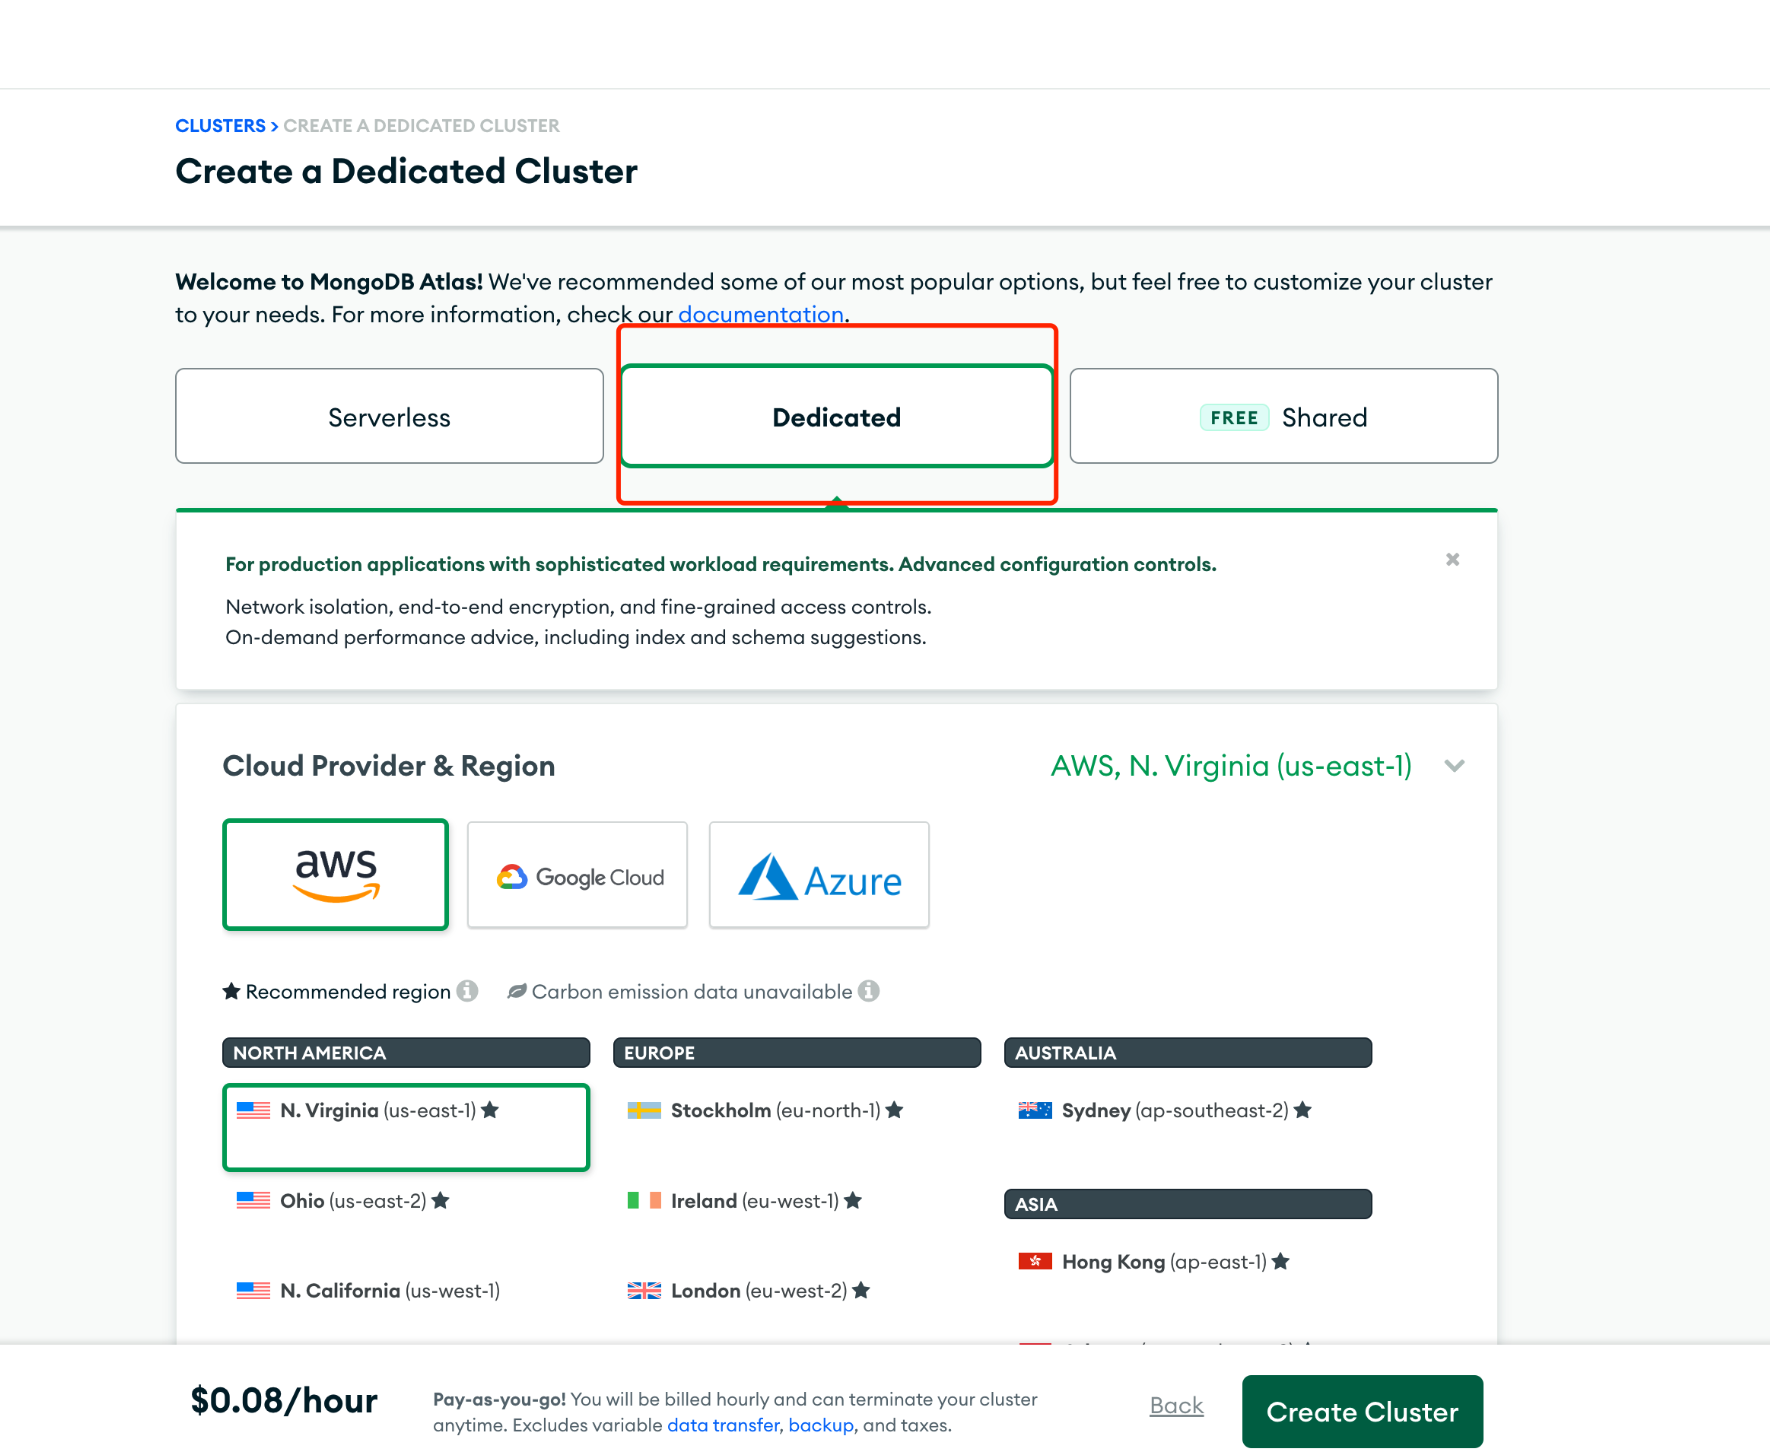 CLUSTERS > CREATE A DEDICATED CLUSTER
Create a Dedicated Cluster
Welcome to MongoDB Atlas! We've recommended some of our most popular options, but feel free to customize your cluster
to your needs. For more information, check our documentation.
Serverless
Dedicated
FREE Shared
For production applications with sophisticated workload requirements. Advanced configuration controls.
Network isolation, end-to-end encryption, and fine-grained access controls.
On-demand performance advice, including index and schema suggestions.
Cloud Provider & Region
AWS, N. Virginia (us-east-1)
aws
Google Cloud
Azure
Recommended region
Carbon emission data unavailable
NORTH AMERICA
N. Virginia (us-east-1)
Ohio (us-east-2)
N. California (us-west-1)
EUROPE
Stockholm (eu-north-1)
Ireland (eu-west-1)
London (eu-west-2)
AUSTRALIA
Sydney (ap-southeast-2)
ASIA
Hong Kong (ap-east-1)
$0.08/hour
Pay-as-you-go! You will be billed hourly and can terminate your cluster
anytime. Excludes variable data transfer, backup, and taxes.
Back
Create Cluster